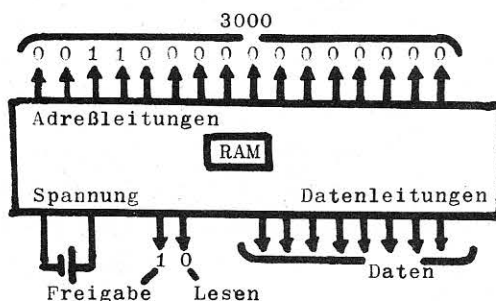 3000
0 0 1 1 0 0 0 0 0 0 0 0 0 0 0 0
Adreßleitungen
RAM
Spannung Datenleitungen
1 0
Daten
Freigabe Lesen